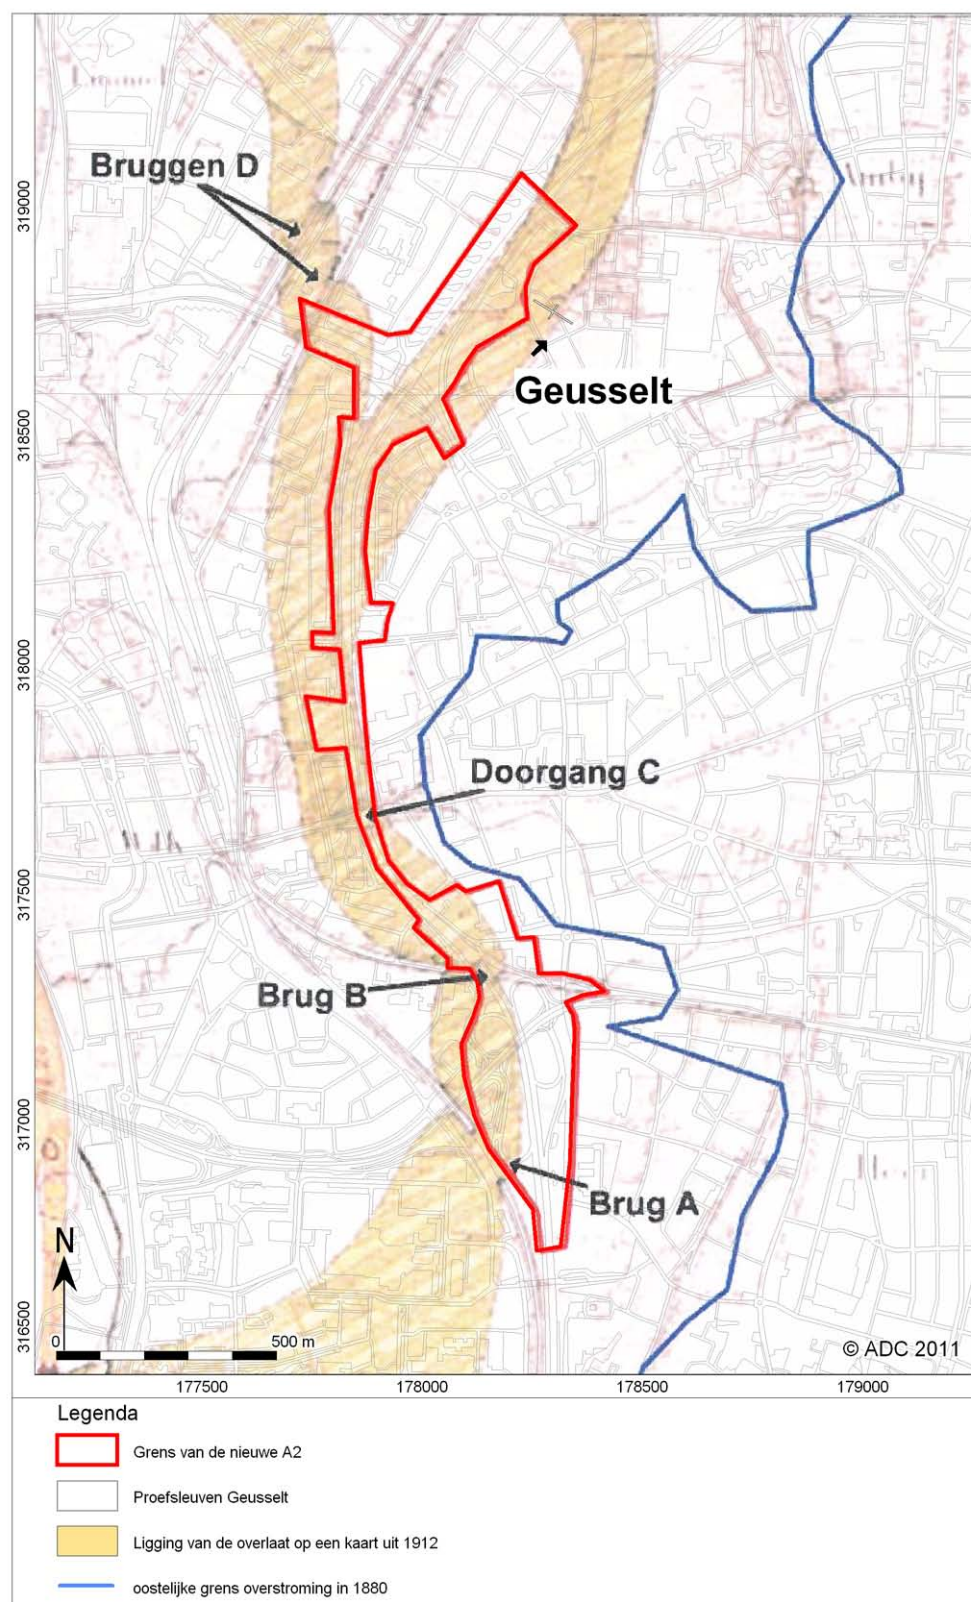 Bruggen D
319000
Geusselt
318500
318000
Doorgang C
317500
Brug B
317000
Brug A
N
316500
0
500 m
© ADC 2011
177500
178000
178500
179000
Legenda
Grens van de nieuwe A2
Proefsleuven Geusselt
Ligging van de overlaat op een kaart uit 1912
oostelijke grens overstroming in 1880